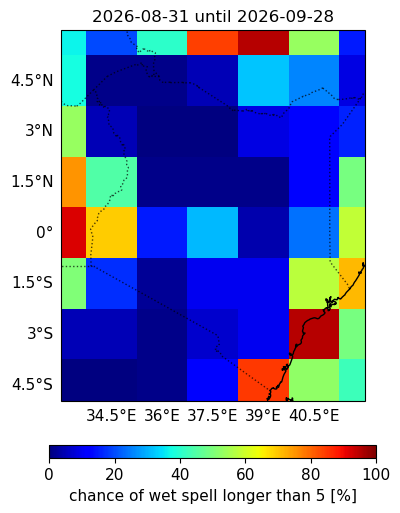 2026-08-31 until 2026-09-28
4.5°N
3°N
1.5°N
0°
1.5°S
3°S
4.5°S
34.5°E 36°E 37.5°E 39°E 40.5°E
0 20 40 60 80 100
chance of wet spell longer than 5 [%]